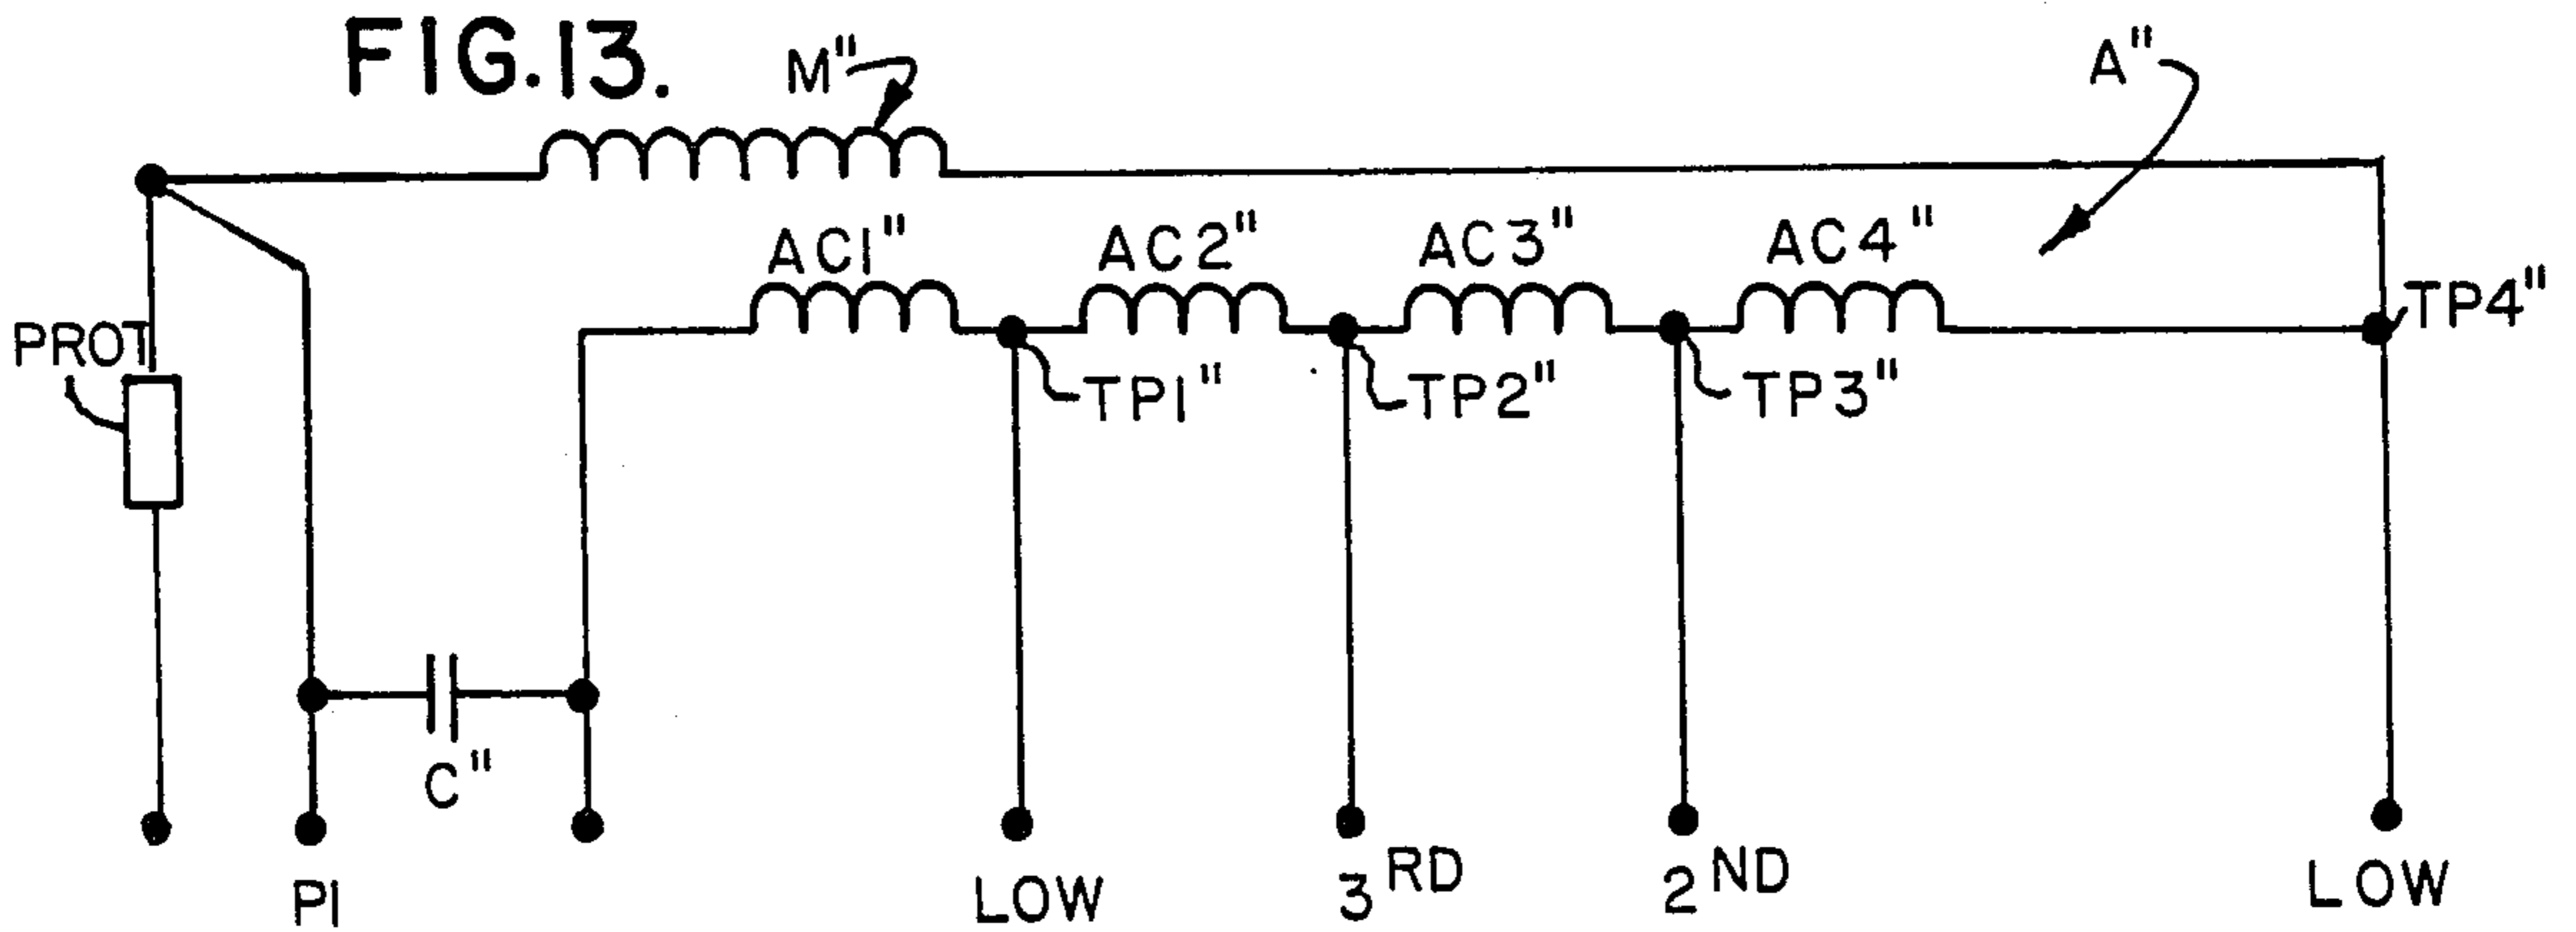 FIG.13.
M"
A"
AC1"
AC2"
AC3"
AC4"
TP4"
PROT
TP1"
TP2"
TP3"
C"
P1
LOW
3RD
2ND
LOW